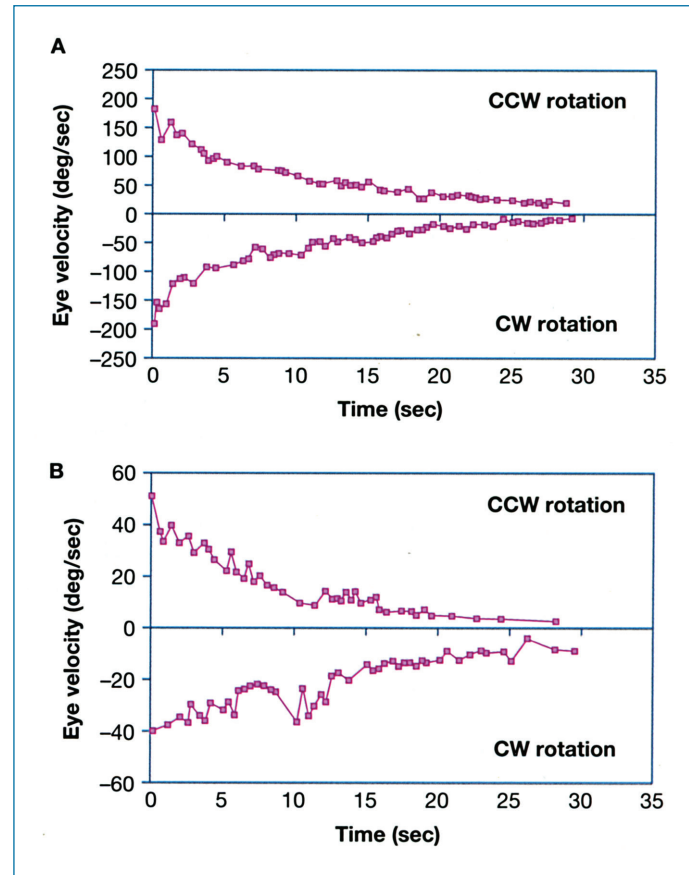 A
250
200
150
100
50
0
−50
−100
−150
−200
−250
Eye velocity (deg/sec)
CCW rotation
CW rotation
0 5 10 15 20 25 30 35
Time (sec)
B
60
40
20
0
−20
−40
−60
Eye velocity (deg/sec)
CCW rotation
CW rotation
0 5 10 15 20 25 30 35
Time (sec)